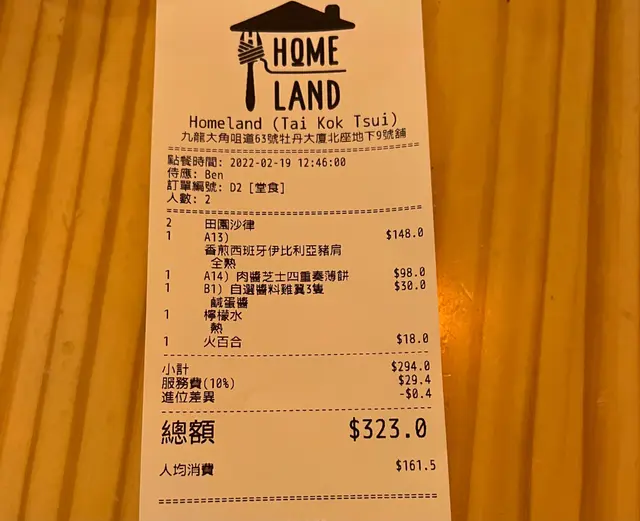 HOME
LAND
Homeland (Tai Kok Tsui)
九龍大角咀道63號牡丹大廈北座地下9號舖
點餐時間: 2022-02-19 12:46:00
侍應: Ben
訂單編號: D2 [堂食]
人數: 2
2 田園沙律
1 A13) $148.0
香煎西班牙伊比利亞豬肩
全熟
1 A14) 肉醬芝士四重奏薄餅 $98.0
1 B1) 自選醬料雞翼3隻 $30.0
鹹蛋醬
1 檸檬水
熱
1 火百合 $18.0
小計 $294.0
服務費(10%) $29.4
進位差異 -$0.4
總額 $323.0
人均消費 $161.5